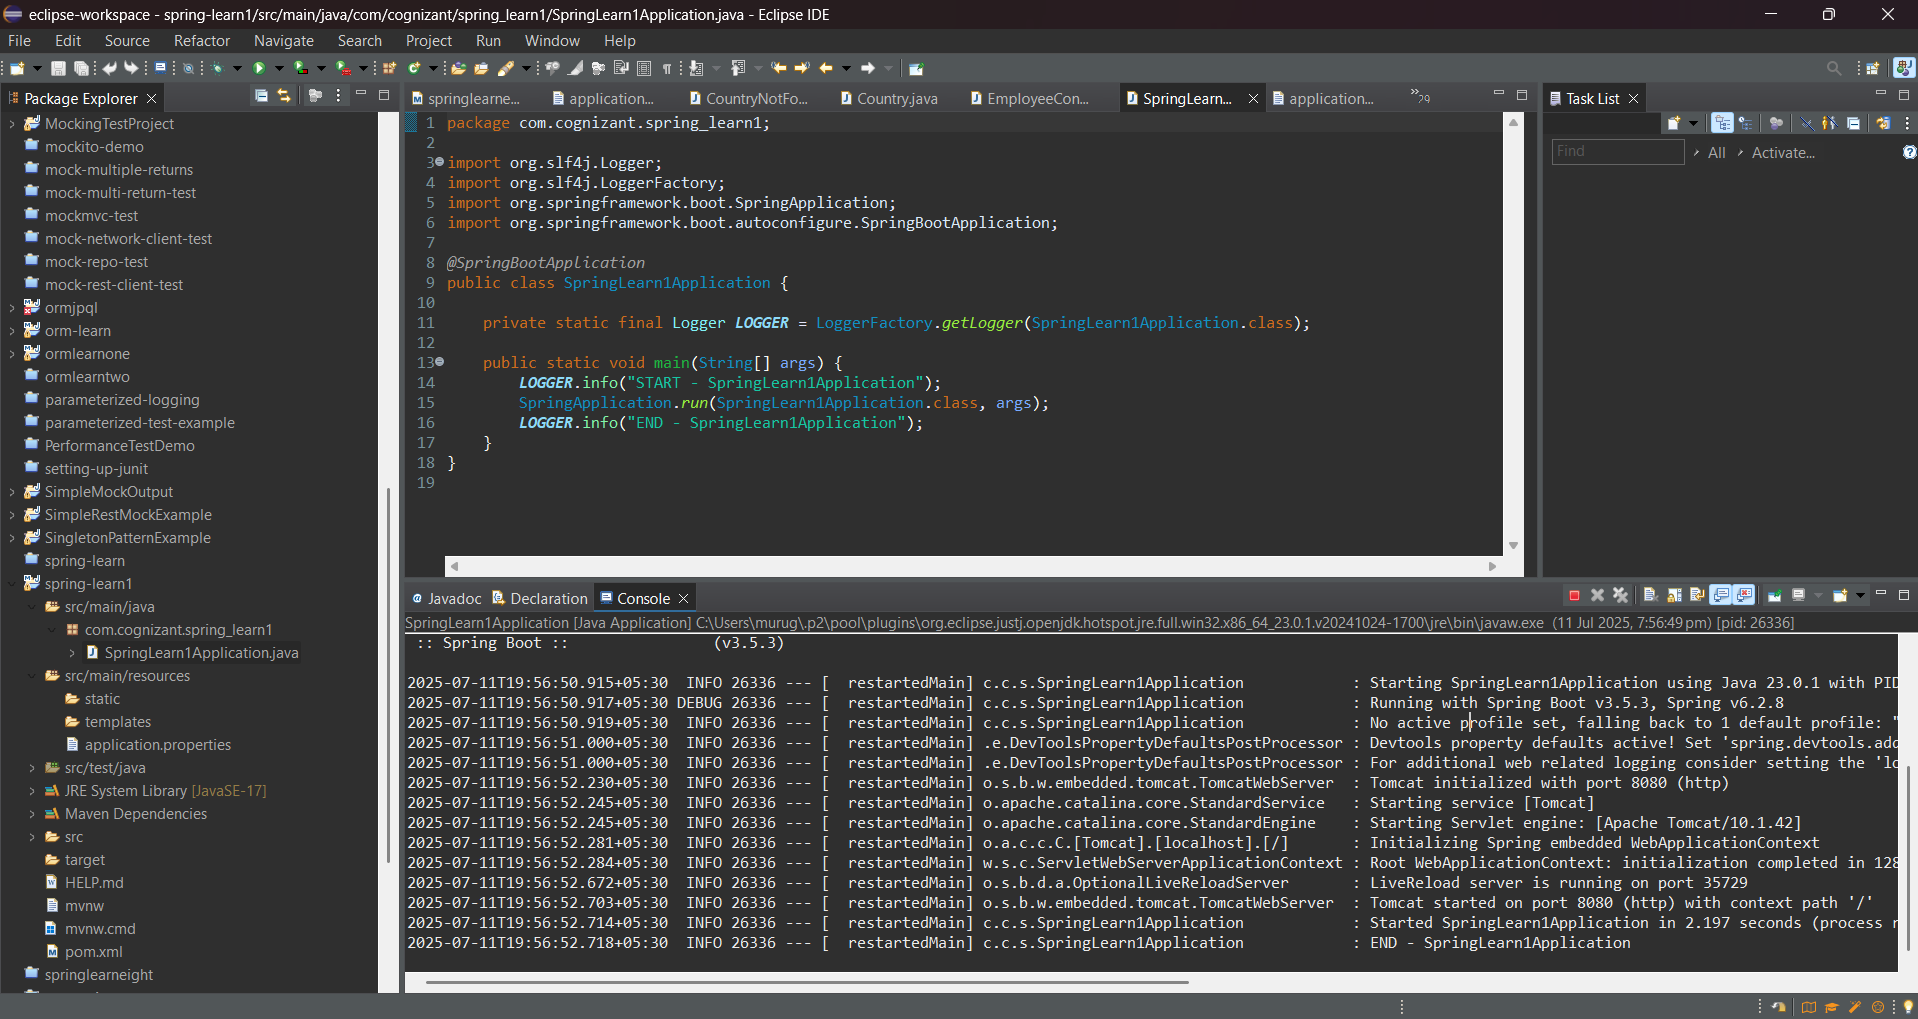 eclipse-workspace - spring-learn1/src/main/java/com/cognizant/spring_learn1/SpringLearn1Application.java - Eclipse IDE
File Edit Source Refactor Navigate Search Project Run Window Help
Package Explorer
MockingTestProject
mockito-demo
mock-multiple-returns
mock-multi-return-test
mockmvc-test
mock-network-client-test
mock-repo-test
mock-rest-client-test
ormjpql
orm-learn
ormlearnone
ormlearntwo
parameterized-logging
parameterized-test-example
PerformanceTestDemo
setting-up-junit
SimpleMockOutput
SimpleRestMockExample
SingletonPatternExample
spring-learn
spring-learn1
src/main/java
com.cognizant.spring_learn1
SpringLearn1Application.java
src/main/resources
static
templates
application.properties
src/test/java
JRE System Library [JavaSE-17]
Maven Dependencies
src
target
HELP.md
mvnw
mvnw.cmd
pom.xml
springlearneight
springlearne... application... CountryNotFo... Country.java EmployeeCon... SpringLearn... application... »29
1 package com.cognizant.spring_learn1;
2
3 import org.slf4j.Logger;
4 import org.slf4j.LoggerFactory;
5 import org.springframework.boot.SpringApplication;
6 import org.springframework.boot.autoconfigure.SpringBootApplication;
7
8 @SpringBootApplication
9 public class SpringLearn1Application {
10
11 private static final Logger LOGGER = LoggerFactory.getLogger(SpringLearn1Application.class);
12
13 public static void main(String[] args) {
14 LOGGER.info("START - SpringLearn1Application");
15 SpringApplication.run(SpringLearn1Application.class, args);
16 LOGGER.info("END - SpringLearn1Application");
17 }
18 }
19
Task List
Find All Activate...
Javadoc Declaration Console
SpringLearn1Application [Java Application] C:\Users\murug\.p2\pool\plugins\org.eclipse.justj.openjdk.hotspot.jre.full.win32.x86_64_23.0.1.v20241024-1700\jre\bin\javaw.exe (11 Jul 2025, 7:56:49 pm) [pid: 26336]
:: Spring Boot :: (v3.5.3)
2025-07-11T19:56:50.915+05:30 INFO 26336 --- [ restartedMain] c.c.s.SpringLearn1Application : Starting SpringLearn1Application using Java 23.0.1 with PID
2025-07-11T19:56:50.917+05:30 DEBUG 26336 --- [ restartedMain] c.c.s.SpringLearn1Application : Running with Spring Boot v3.5.3, Spring v6.2.8
2025-07-11T19:56:50.919+05:30 INFO 26336 --- [ restartedMain] c.c.s.SpringLearn1Application : No active profile set, falling back to 1 default profile: "
2025-07-11T19:56:51.000+05:30 INFO 26336 --- [ restartedMain] .e.DevToolsPropertyDefaultsPostProcessor : Devtools property defaults active! Set 'spring.devtools.add
2025-07-11T19:56:51.000+05:30 INFO 26336 --- [ restartedMain] .e.DevToolsPropertyDefaultsPostProcessor : For additional web related logging consider setting the 'lo
2025-07-11T19:56:52.230+05:30 INFO 26336 --- [ restartedMain] o.s.b.w.embedded.tomcat.TomcatWebServer : Tomcat initialized with port 8080 (http)
2025-07-11T19:56:52.245+05:30 INFO 26336 --- [ restartedMain] o.apache.catalina.core.StandardService : Starting service [Tomcat]
2025-07-11T19:56:52.245+05:30 INFO 26336 --- [ restartedMain] o.apache.catalina.core.StandardEngine : Starting Servlet engine: [Apache Tomcat/10.1.42]
2025-07-11T19:56:52.281+05:30 INFO 26336 --- [ restartedMain] o.a.c.c.C.[Tomcat].[localhost].[/] : Initializing Spring embedded WebApplicationContext
2025-07-11T19:56:52.284+05:30 INFO 26336 --- [ restartedMain] w.s.c.ServletWebServerApplicationContext : Root WebApplicationContext: initialization completed in 128
2025-07-11T19:56:52.672+05:30 INFO 26336 --- [ restartedMain] o.s.b.d.a.OptionalLiveReloadServer : LiveReload server is running on port 35729
2025-07-11T19:56:52.703+05:30 INFO 26336 --- [ restartedMain] o.s.b.w.embedded.tomcat.TomcatWebServer : Tomcat started on port 8080 (http) with context path '/'
2025-07-11T19:56:52.714+05:30 INFO 26336 --- [ restartedMain] c.c.s.SpringLearn1Application : Started SpringLearn1Application in 2.197 seconds (process r
2025-07-11T19:56:52.718+05:30 INFO 26336 --- [ restartedMain] c.c.s.SpringLearn1Application : END - SpringLearn1Application